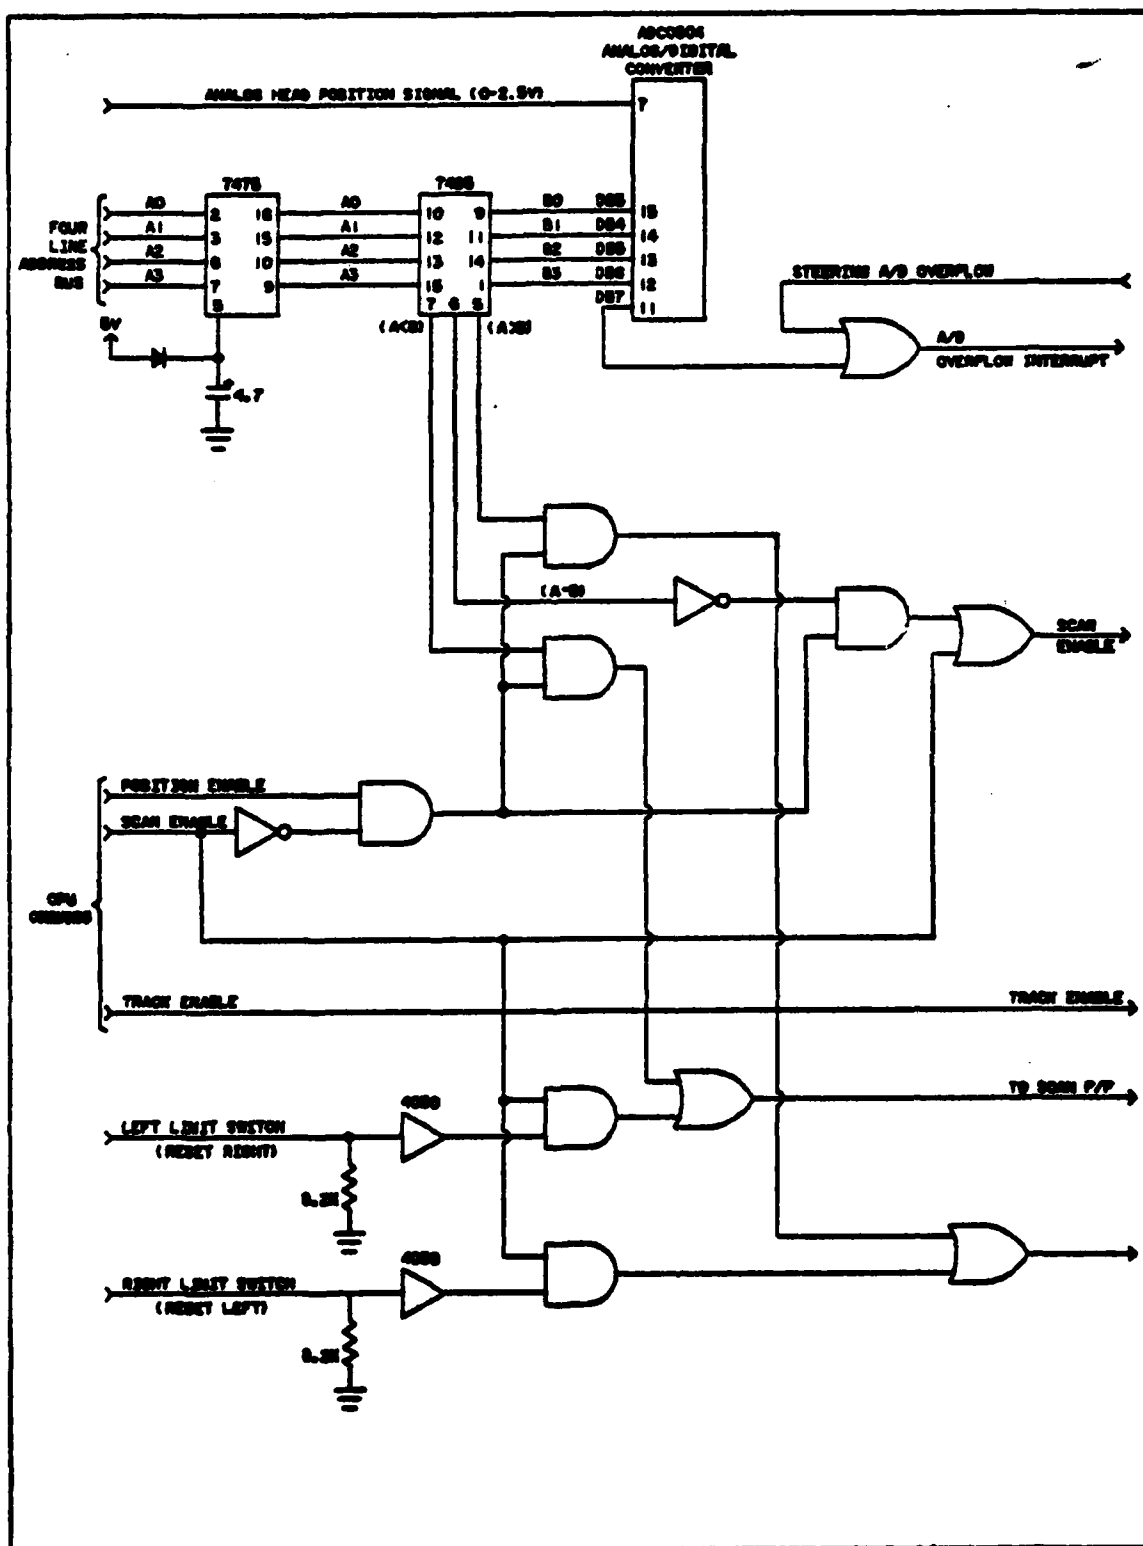 ADC0804
ANALOG/DIGITAL
CONVERTER
ANALOG HEAD POSITION SIGNAL (0-2.5V)
7
7475
7485
FOUR
LINE
ADDRESS
BUS
A0
2
16
A0
10
9
B0
15
A1
3
15
A1
12
11
B1
DB4
14
A2
6
10
A2
13
14
B2
DB5
13
A3
7
9
A3
15
1
B3
DB6
12
DB7
11
5
7
6
5
(A<B)
(A>B)
5V
+
4.7
STEERING A/D OVERFLOW
A/D
OVERFLOW INTERRUPT
(A=B)
SCAN
ENABLE
POSITION ENABLE
SCAN ENABLE
CPU
COMMANDS
TRACK ENABLE
TRACK ENABLE
TO SCAN F/F
LEFT LIMIT SWITCH
(RESET RIGHT)
4050
RIGHT LIMIT SWITCH
(RESET LEFT)
4050